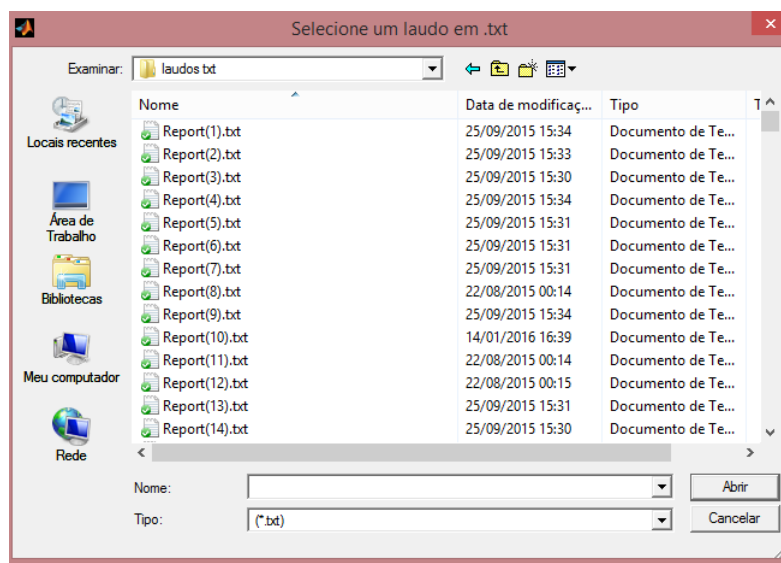 Selecione um laudo em .txt
Examinar: laudos txt
Nome Data de modificaç... Tipo T
Report(1).txt 25/09/2015 15:34 Documento de Te...
Report(2).txt 25/09/2015 15:33 Documento de Te...
Report(3).txt 25/09/2015 15:30 Documento de Te...
Report(4).txt 25/09/2015 15:34 Documento de Te...
Report(5).txt 25/09/2015 15:31 Documento de Te...
Report(6).txt 25/09/2015 15:31 Documento de Te...
Report(7).txt 25/09/2015 15:31 Documento de Te...
Report(8).txt 22/08/2015 00:14 Documento de Te...
Report(9).txt 25/09/2015 15:34 Documento de Te...
Report(10).txt 14/01/2016 16:39 Documento de Te...
Report(11).txt 22/08/2015 00:14 Documento de Te...
Report(12).txt 22/08/2015 00:15 Documento de Te...
Report(13).txt 25/09/2015 15:31 Documento de Te...
Report(14).txt 25/09/2015 15:30 Documento de Te...
Locais recentes
Área de
Trabalho
Bibliotecas
Meu computador
Rede
Nome: Abrir
Tipo: (*.txt) Cancelar